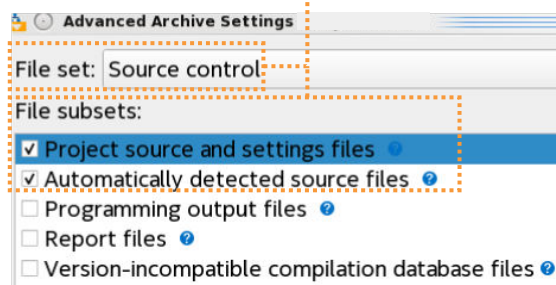 Advanced Archive Settings
File set: Source control
File subsets:
Project source and settings files ?
Automatically detected source files ?
Programming output files ?
Report files ?
Version-incompatible compilation database files ?